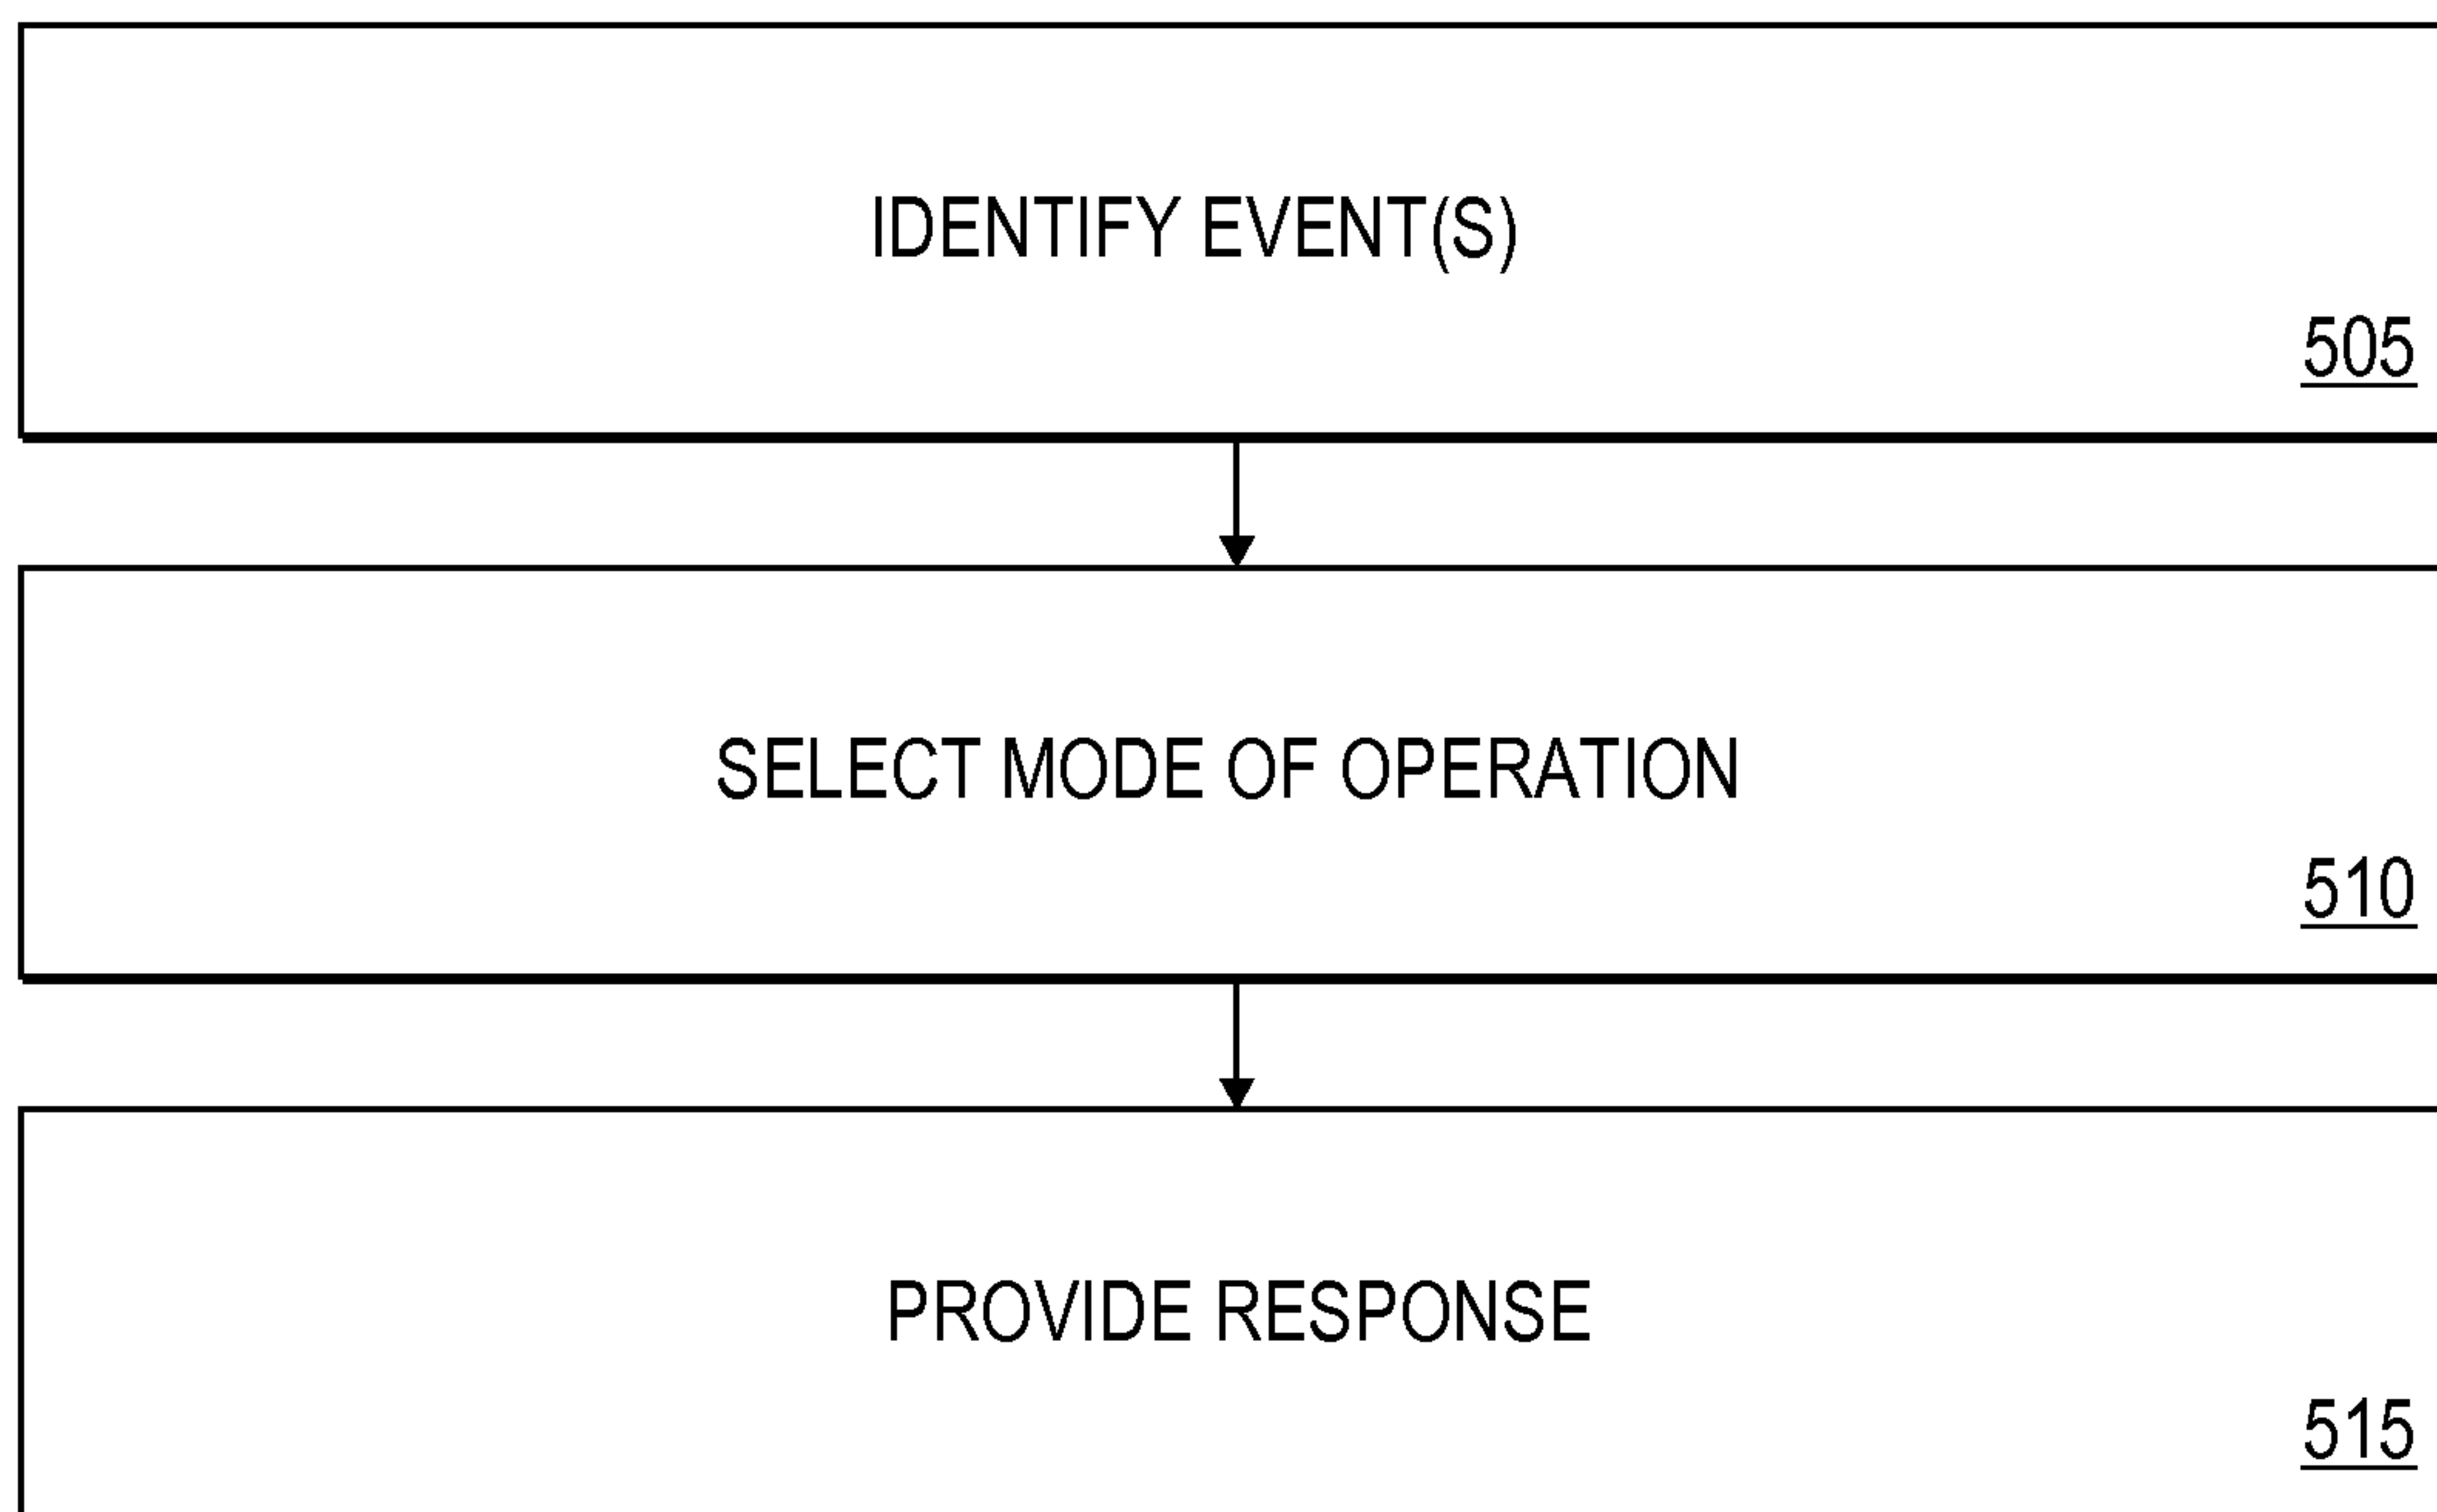 IDENTIFY EVENT(S)
505
SELECT MODE OF OPERATION
510
PROVIDE RESPONSE
515